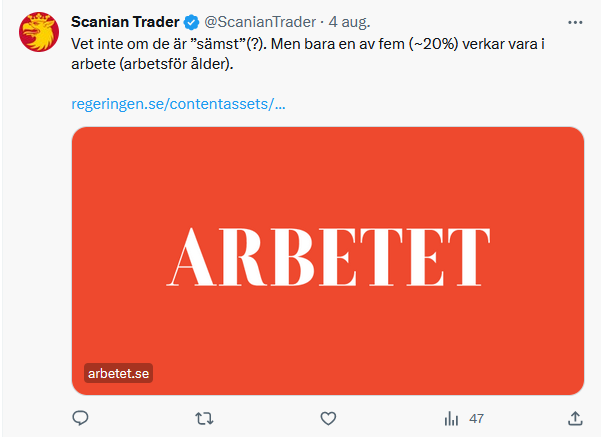 Scanian Trader @ScanianTrader · 4 aug.
Vet inte om de är ”sämst”(?). Men bara en av fem (~20%) verkar vara i
arbete (arbetsför ålder).
regeringen.se/contentassets/...
ARBETET
arbetet.se
47